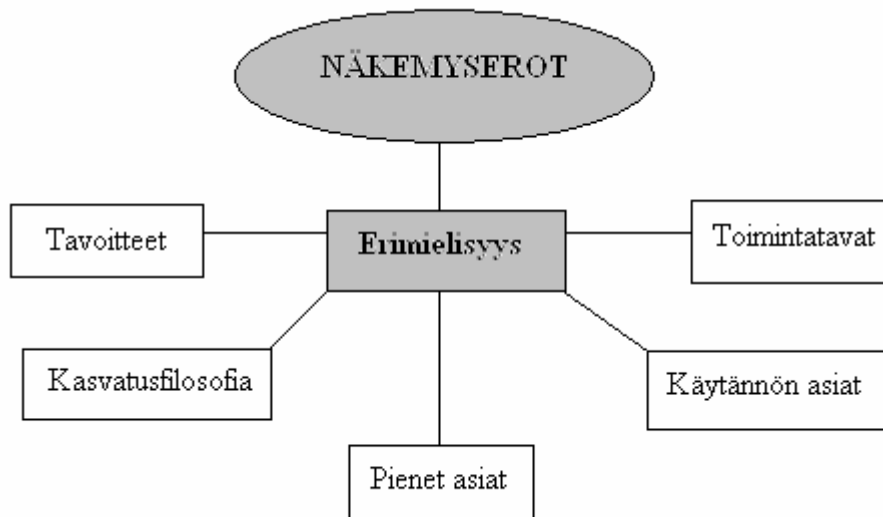 NÄKEMYSEROT
Tavoitteet
Erimielisyys
Toimintatavat
Kasvatusfilosofia
Käytännön asiat
Pienet asiat